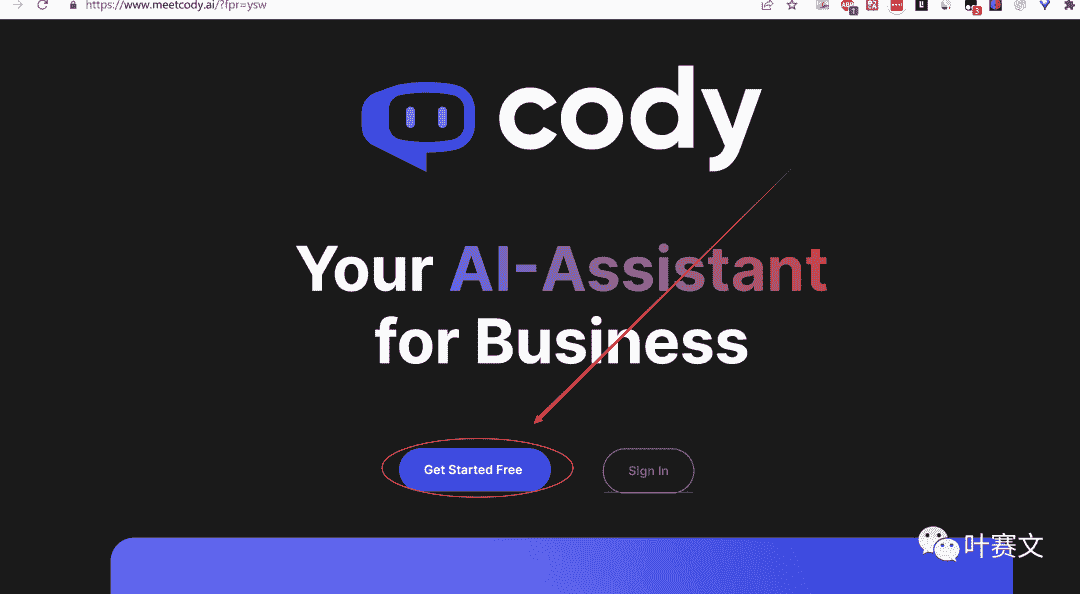 https://www.meetcody.ai/?fpr=ysw
cody
Your AI-Assistant
for Business
Get Started Free
Sign In
叶赛文